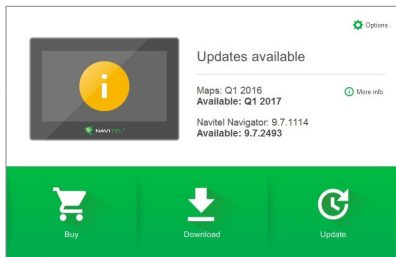 Options
Updates available
Maps: Q1 2016
Available: Q1 2017
More info
Navitel Navigator: 9.7.1114
Available: 9.7.2493
NAVITEL
Buy
Download
Update